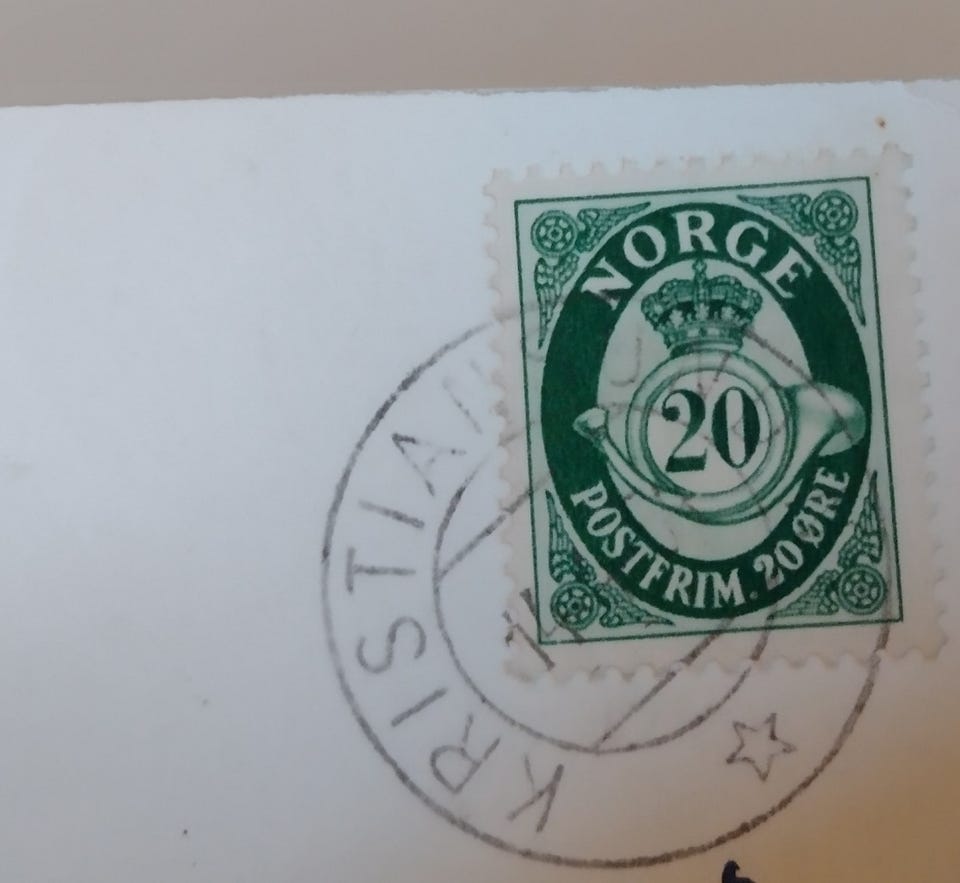 NORGE
20
POSTFRIM. 20 ØRE
KRISTIA